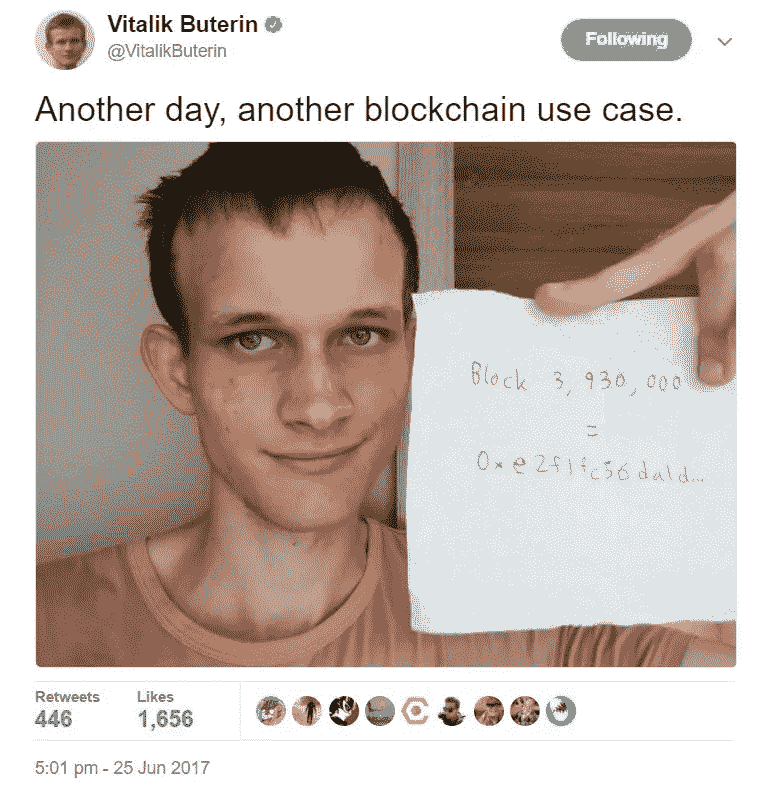 Vitalik Buterin
@VitalikButerin
Following
Another day, another blockchain use case.
Block 3,930,000
=
0xe2f1fc56da1d...
Retweets Likes
446 1,656
5:01 pm - 25 Jun 2017